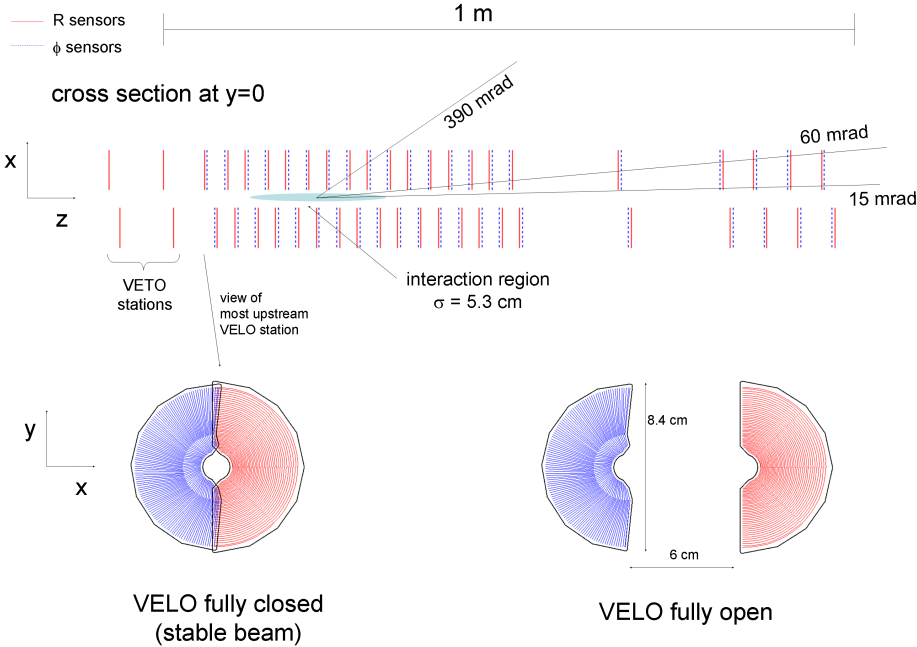 R sensors
ϕ sensors
1 m
cross section at y=0
390 mrad
60 mrad
15 mrad
x
z
VETO
stations
view of
most upstream
VELO station
interaction region
σ = 5.3 cm
y
x
8.4 cm
6 cm
VELO fully closed
(stable beam)
VELO fully open